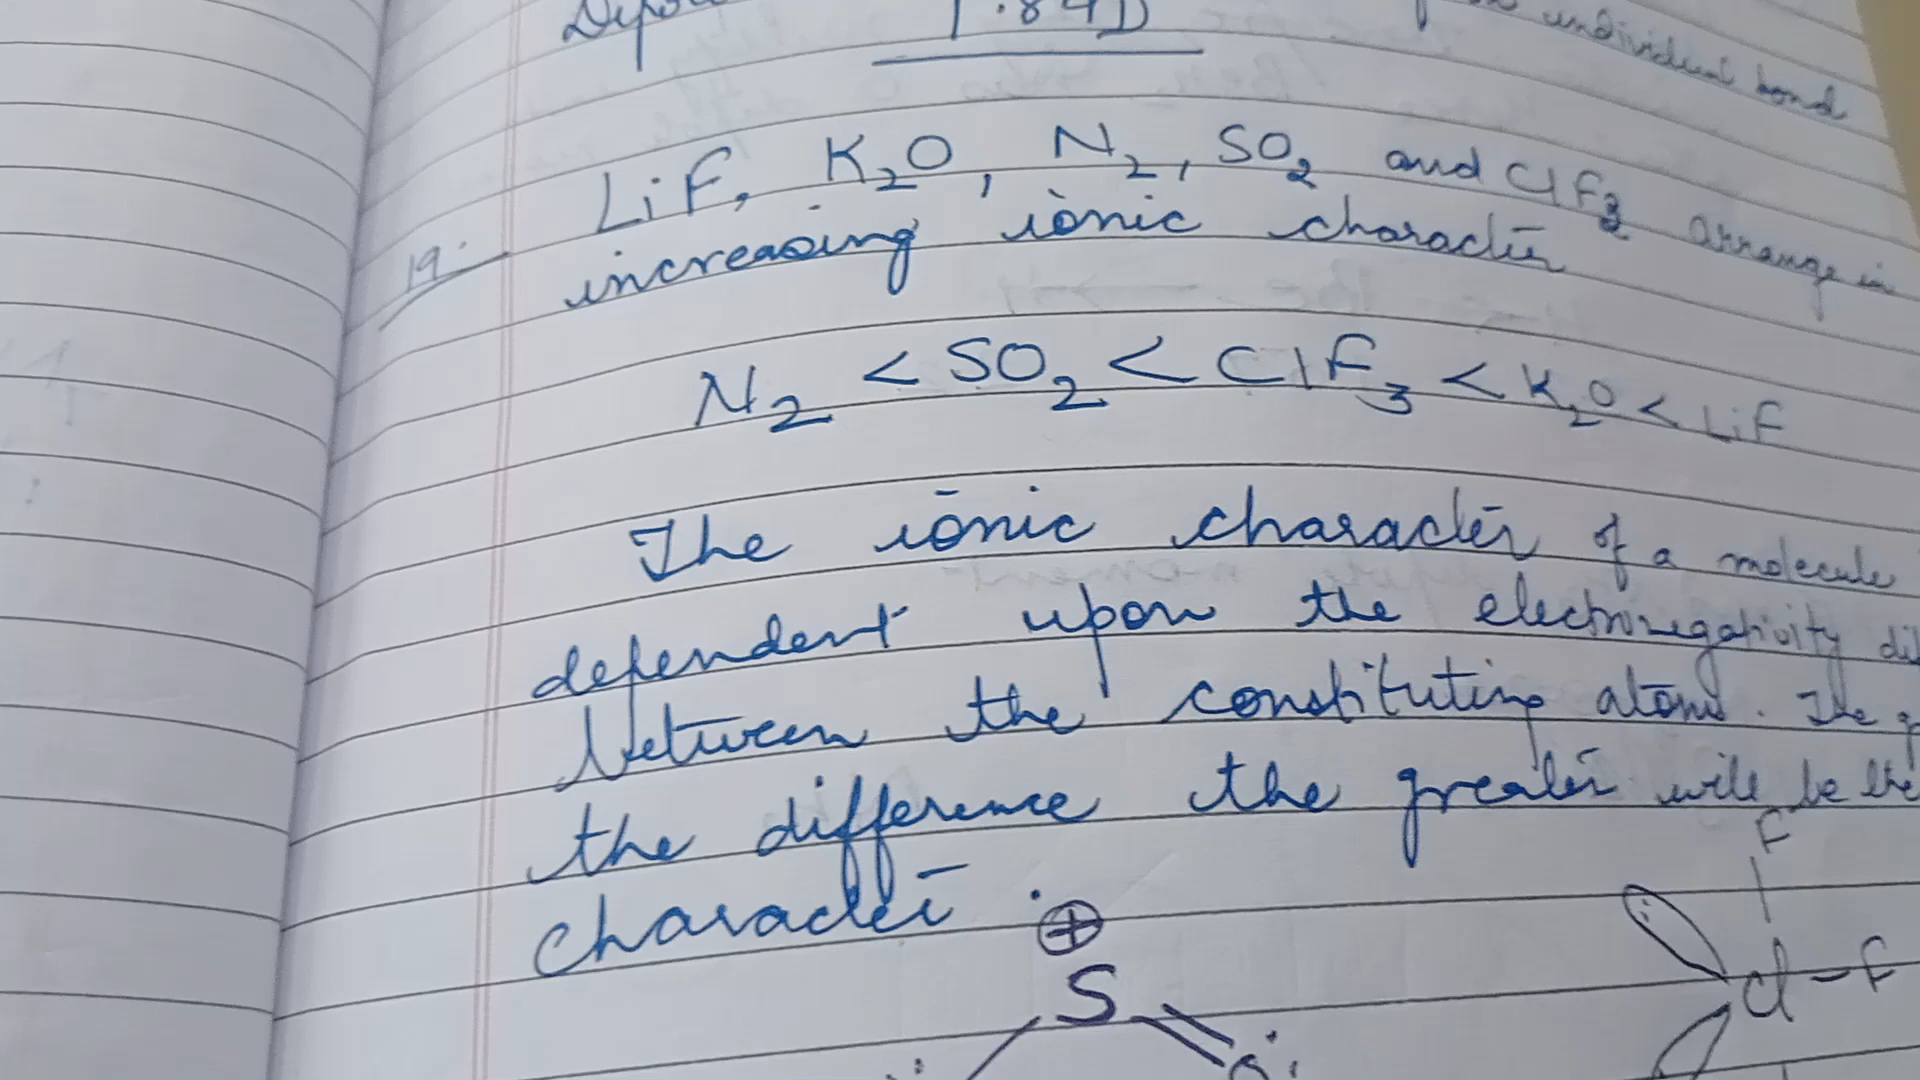 1.84D
individual bond
19. LiF, K₂O, N₂, SO₂ and ClF₃ arrange in
increasing ionic character
N₂ < SO₂ < ClF₃ < K₂O < LiF
The ionic character of a molecule
dependent upon the electronegativity
between the constituting atoms. The
the difference the greater will be the
character.
⊕
S
F
Cl-F